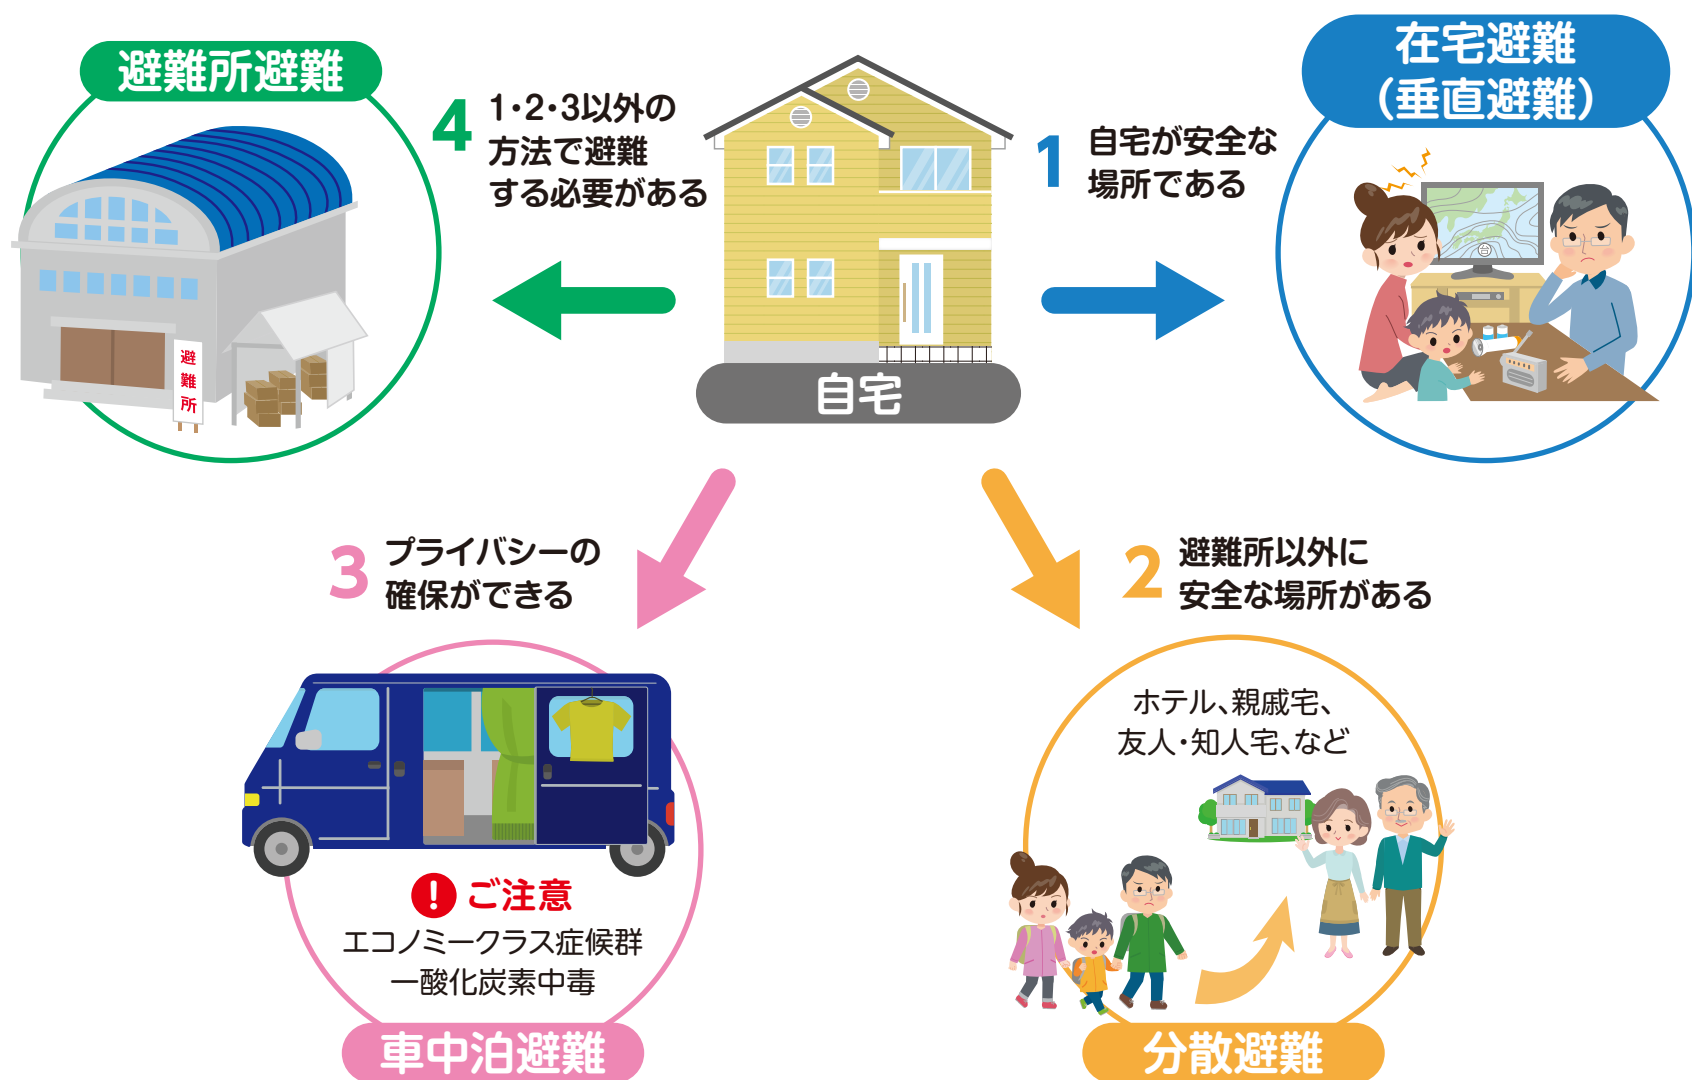 避難所避難
4
1・2・3以外の
方法で避難
する必要がある
避
難
所
自宅
1
自宅が安全な
場所である
在宅避難
(垂直避難)
台
3
プライバシーの
確保ができる
ご注意
エコノミークラス症候群
一酸化炭素中毒
車中泊避難
2
避難所以外に
安全な場所がある
ホテル、親戚宅、
友人・知人宅、など
分散避難